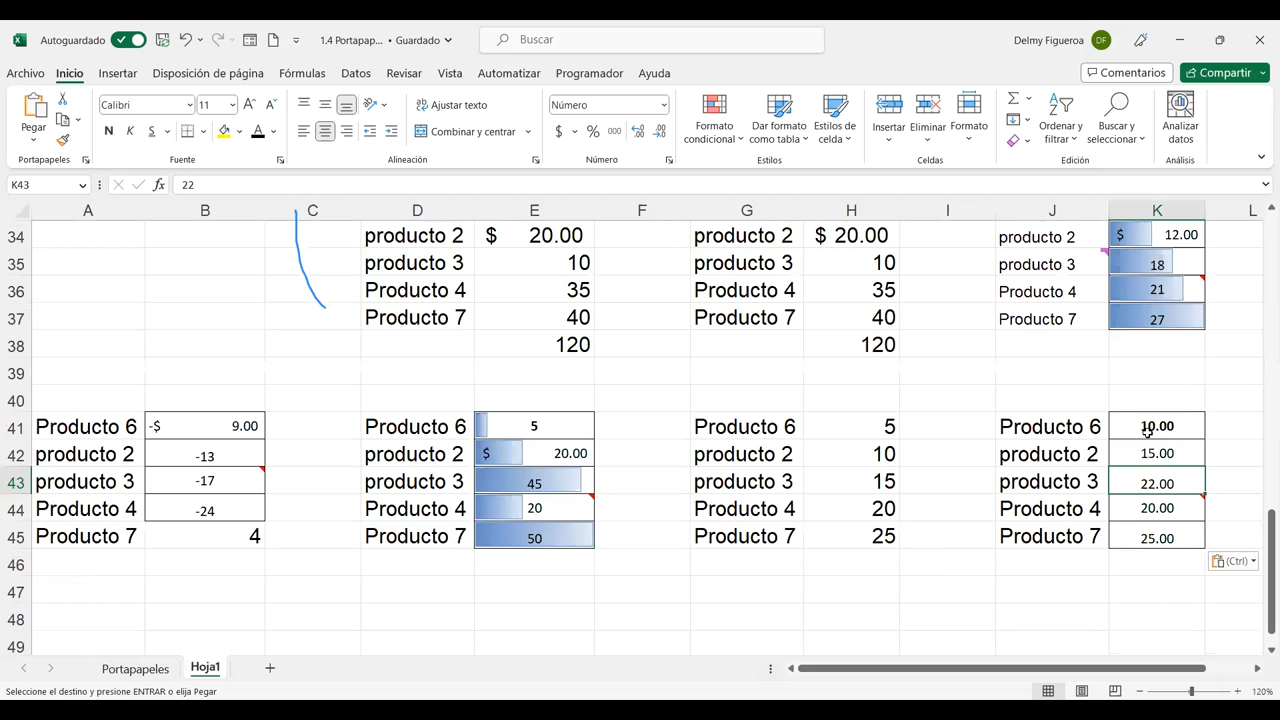 Autoguardado 1.4 Portapap... • Guardado Buscar Delmy Figueroa DF
Archivo Inicio Insertar Disposición de página Fórmulas Datos Revisar Vista Automatizar Programador Ayuda Comentarios Compartir
Pegar
Calibri 11
N K S
Ajustar texto
Combinar y centrar
Número
$ % 000
Formato condicional
Dar formato como tabla
Estilos de celda
Insertar
Eliminar
Formato
Ordenar y filtrar
Buscar y seleccionar
Analizar datos
Portapapeles Fuente Alineación Número Estilos Celdas Edición Análisis
K43 fx 22
A B C D E F G H I J K L
34 producto 2 $ 20.00 producto 2 $ 20.00 producto 2 $ 12.00
35 producto 3 10 producto 3 10 producto 3 18
36 Producto 4 35 Producto 4 35 Producto 4 21
37 Producto 7 40 Producto 7 40 Producto 7 27
38 120 120
39
40
41 Producto 6 -$ 9.00 Producto 6 5 Producto 6 5 Producto 6 10.00
42 producto 2 -13 producto 2 $ 20.00 producto 2 10 producto 2 15.00
43 producto 3 -17 producto 3 45 producto 3 15 producto 3 22.00
44 Producto 4 -24 Producto 4 20 Producto 4 20 Producto 4 20.00
45 Producto 7 4 Producto 7 50 Producto 7 25 Producto 7 25.00
46 (Ctrl)
47
48
49
Portapapeles Hoja1
Seleccione el destino y presione ENTRAR o elija Pegar 120%